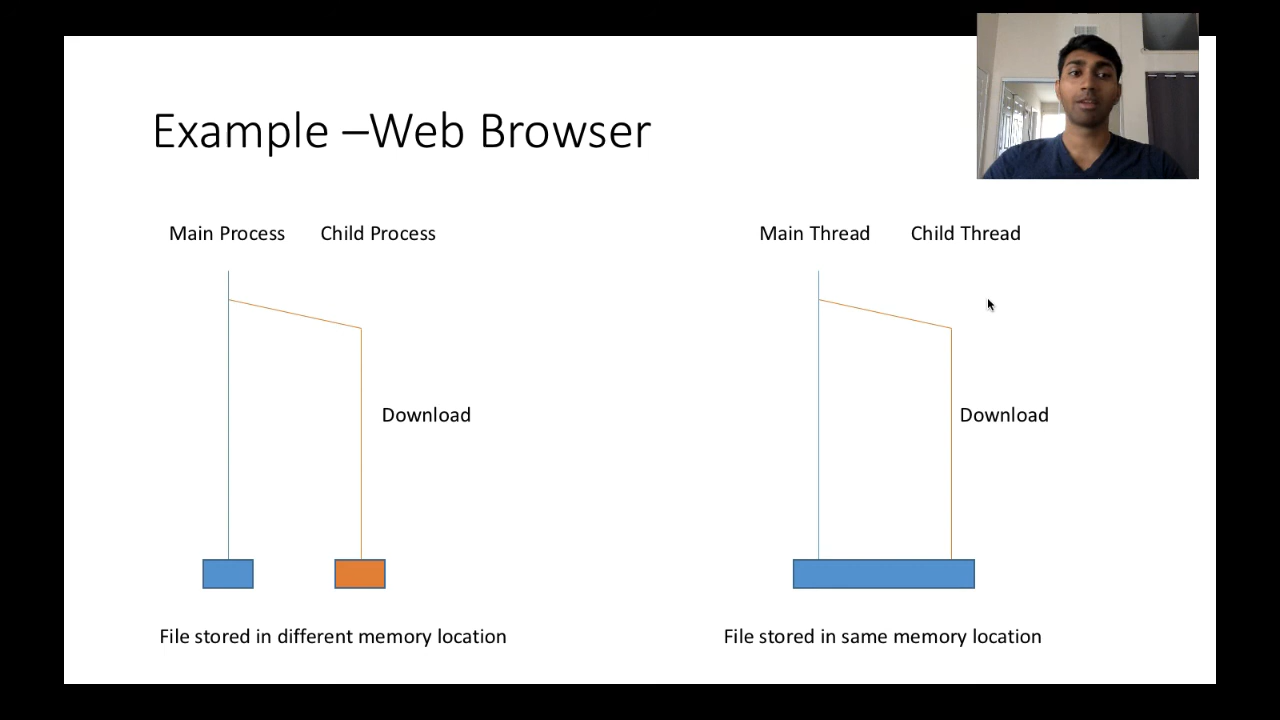 Example –Web Browser
Main Process
Child Process
Main Thread
Child Thread
Download
Download
File stored in different memory location
File stored in same memory location